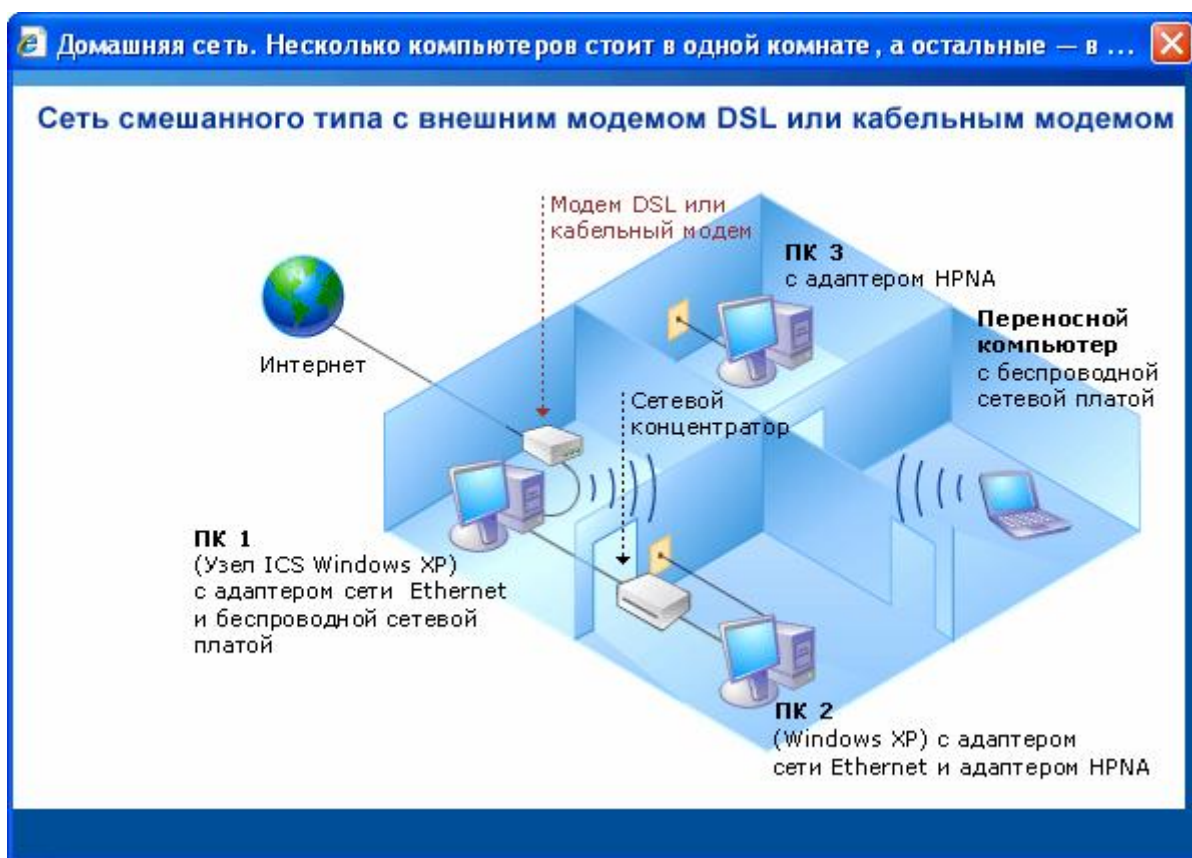 Домашняя сеть. Несколько компьютеров стоит в одной комнате, а остальные — в ...
Сеть смешанного типа с внешним модемом DSL или кабельным модемом
Модем DSL или
кабельный модем
ПК 3
с адаптером HPNA
Интернет
Переносной
компьютер
с беспроводной
сетевой платой
Сетевой
концентратор
ПК 1
(Узел ICS Windows XP)
с адаптером сети Ethernet
и беспроводной сетевой
платой
ПК 2
(Windows XP) с адаптером
сети Ethernet и адаптером HPNA